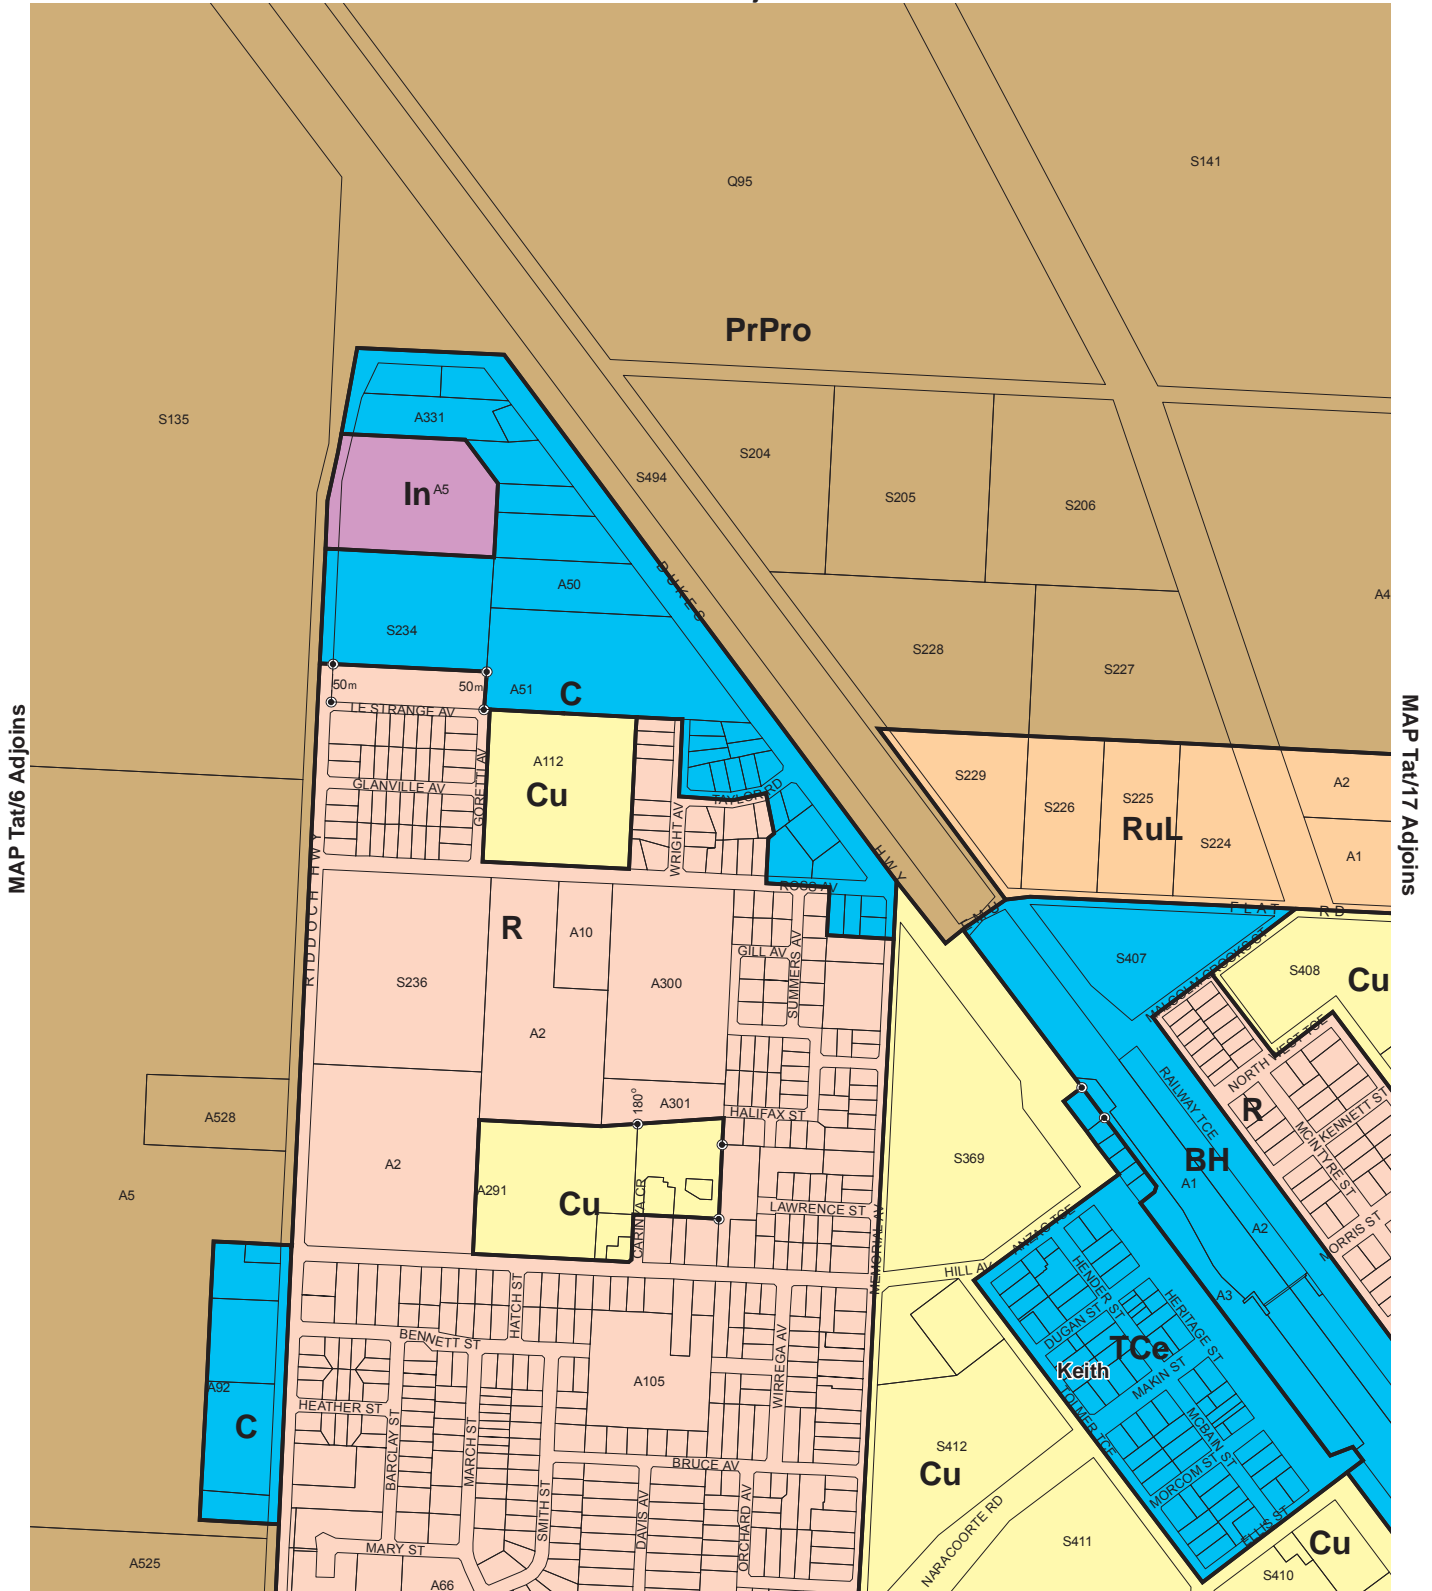 S141
Q95
PrPro
S135
A331
S204
S494
In A5
S205
S206
DUKES
A50
A4
S234
S228
S227
50m
50m
A51
C
LE STRANGE AV
MAP Tat/6 Adjoins
MAP Tat/17 Adjoins
A112
S229
A2
GLANVILLE AV
GORETTI AV
Cu
TAYLOR RD
S226
S225
RuL
WRIGHT AV
S224
A1
HWY
ROSS AV
RIDDOCH HWY
R
A10
EMU
FLAT
RD
GILL AV
SUMMERS AV
S407
MALCOLM CROOKS ST
S408
Cu
S236
A300
A2
NORTH WEST TCE
180°
A301
HALIFAX ST
RAILWAY TCE
R
KENNETT ST
MCINTYRE ST
A528
A2
S369
BH
A1
A5
A291
Cu
CARINYA CR
LAWRENCE ST
MEMORIAL AV
ANZAC TCE
A2
MORRIS ST
HILL AV
HENDER ST
HERITAGE ST
A3
HATCH ST
BENNETT ST
DUGAN ST
TCe
WIRREGA AV
Keith
MAKIN ST
A92
A105
HEATHER ST
C
BARCLAY ST
MARCH ST
TOLMER TCE
MCBAIN ST
S412
Cu
BRUCE AV
MORCOM ST
SMITH ST
DAVIS AV
ORCHARD AV
NARACOORTE RD
ELLIS ST
S411
Cu
MARY ST
A525
A66
S410